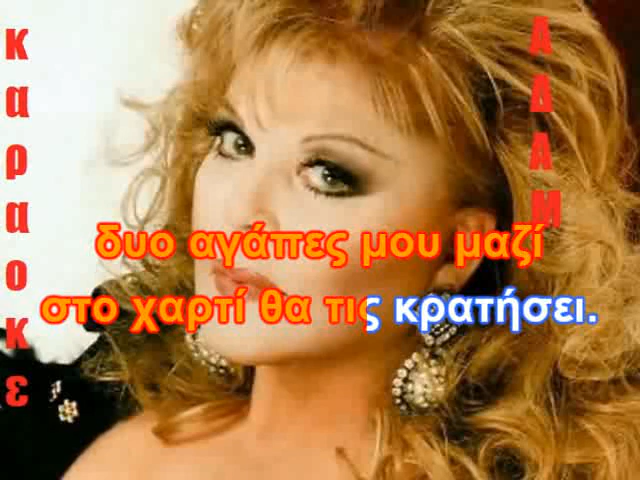 καραοκε
ΑΔΑΜ
δυο αγάπες μου μαζί
στο χαρτί θα τις κρατήσει.